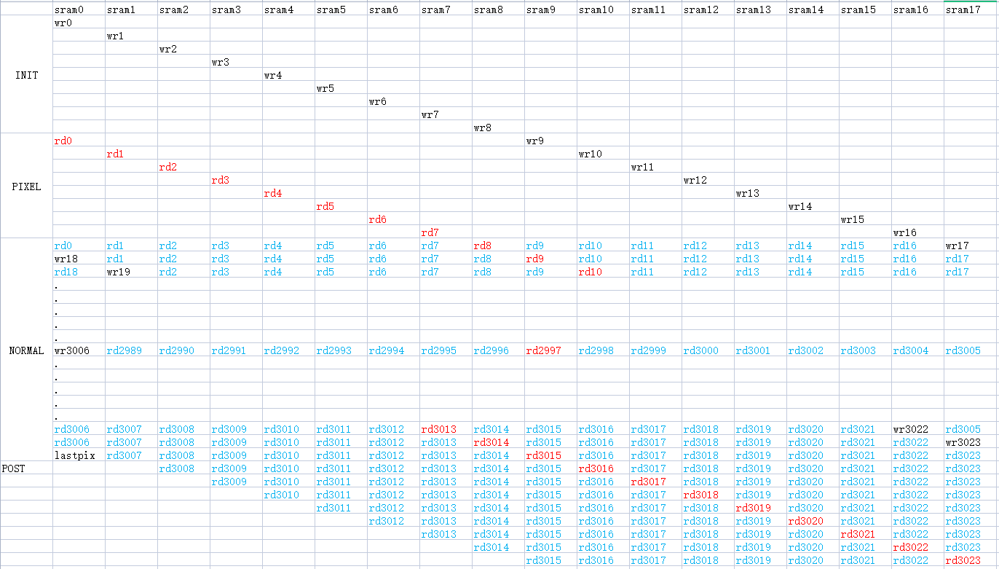 sram0 sram1 sram2 sram3 sram4 sram5 sram6 sram7 sram8 sram9 sram10 sram11 sram12 sram13 sram14 sram15 sram16 sram17
wr0
wr1
wr2
wr3
INIT wr4
wr5
wr6
wr7
wr8
rd0 wr9
rd1 wr10
rd2 wr11
rd3 wr12
PIXEL
rd4 wr13
rd5 wr14
rd6 wr15
rd7 wr16
rd0 rd1 rd2 rd3 rd4 rd5 rd6 rd7 rd8 rd9 rd10 rd11 rd12 rd13 rd14 rd15 rd16 wr17
wr18 rd1 rd2 rd3 rd4 rd5 rd6 rd7 rd8 rd9 rd10 rd11 rd12 rd13 rd14 rd15 rd16 rd17
rd18 wr19 rd2 rd3 rd4 rd5 rd6 rd7 rd8 rd9 rd10 rd11 rd12 rd13 rd14 rd15 rd16 rd17
.
.
.
.
.
NORMAL wr3006 rd2989 rd2990 rd2991 rd2992 rd2993 rd2994 rd2995 rd2996 rd2997 rd2998 rd2999 rd3000 rd3001 rd3002 rd3003 rd3004 rd3005
.
.
.
.
.
rd3006 rd3007 rd3008 rd3009 rd3010 rd3011 rd3012 rd3013 rd3014 rd3015 rd3016 rd3017 rd3018 rd3019 rd3020 rd3021 wr3022 rd3005
rd3006 rd3007 rd3008 rd3009 rd3010 rd3011 rd3012 rd3013 rd3014 rd3015 rd3016 rd3017 rd3018 rd3019 rd3020 rd3021 rd3022 wr3023
lastpix rd3007 rd3008 rd3009 rd3010 rd3011 rd3012 rd3013 rd3014 rd3015 rd3016 rd3017 rd3018 rd3019 rd3020 rd3021 rd3022 rd3023
POST rd3008 rd3009 rd3010 rd3011 rd3012 rd3013 rd3014 rd3015 rd3016 rd3017 rd3018 rd3019 rd3020 rd3021 rd3022 rd3023
rd3009 rd3010 rd3011 rd3012 rd3013 rd3014 rd3015 rd3016 rd3017 rd3018 rd3019 rd3020 rd3021 rd3022 rd3023
rd3010 rd3011 rd3012 rd3013 rd3014 rd3015 rd3016 rd3017 rd3018 rd3019 rd3020 rd3021 rd3022 rd3023
rd3011 rd3012 rd3013 rd3014 rd3015 rd3016 rd3017 rd3018 rd3019 rd3020 rd3021 rd3022 rd3023
rd3012 rd3013 rd3014 rd3015 rd3016 rd3017 rd3018 rd3019 rd3020 rd3021 rd3022 rd3023
rd3013 rd3014 rd3015 rd3016 rd3017 rd3018 rd3019 rd3020 rd3021 rd3022 rd3023
rd3014 rd3015 rd3016 rd3017 rd3018 rd3019 rd3020 rd3021 rd3022 rd3023
rd3015 rd3016 rd3017 rd3018 rd3019 rd3020 rd3021 rd3022 rd3023